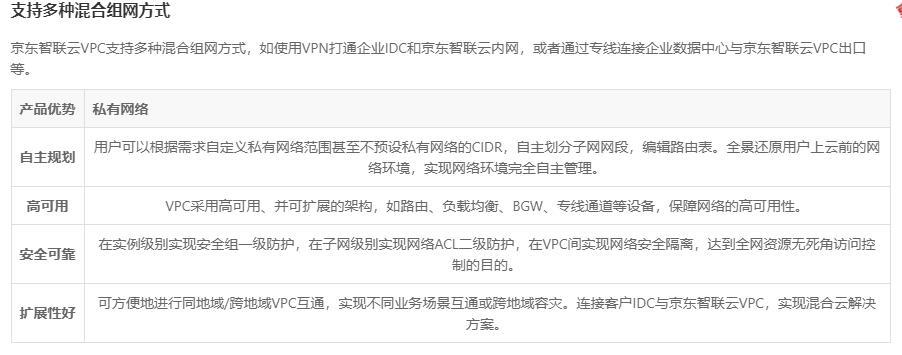 支持多种混合组网方式
京东智联云VPC支持多种混合组网方式，如使用VPN打通企业IDC和京东智联云内网，或者通过专线连接企业数据中心与京东智联云VPC出口
等。
产品优势 私有网络
自主规划 用户可以根据需求自定义私有网络范围甚至不预设私有网络的CIDR，自主划分子网网段，编辑路由表。全景还原用户上云前的网
络环境，实现网络环境完全自主管理。
高可用 VPC采用高可用、并可扩展的架构，如路由、负载均衡、BGW、专线通道等设备，保障网络的高可用性。
安全可靠 在实例级别实现安全组一级防护，在子网级别实现网络ACL二级防护，在VPC间实现网络安全隔离，达到全网资源无死角访问控
制的目的。
扩展性好 可方便地进行同地域/跨地域VPC互通，实现不同业务场景互通或跨地域容灾。连接客户IDC与京东智联云VPC，实现混合云解决
方案。